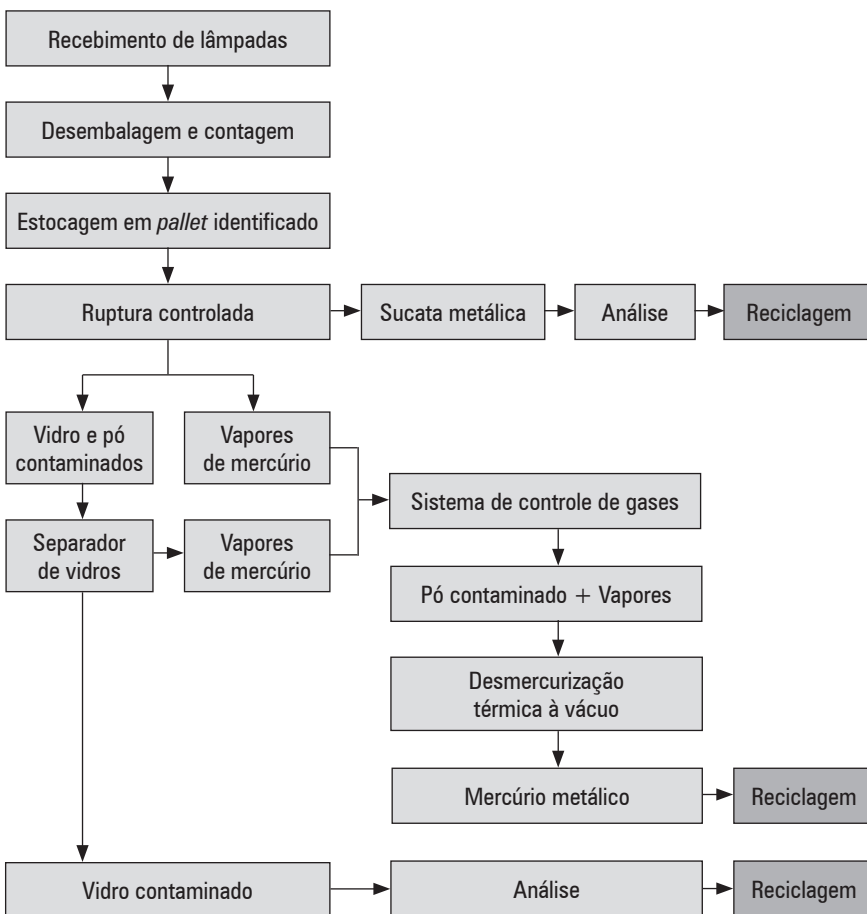 Recebimento de lâmpadas
Desembalagem e contagem
Estocagem em pallet identificado
Ruptura controlada
Sucata metálica
Análise
Reciclagem
Vidro e pó
contaminados
Vapores
de mercúrio
Sistema de controle de gases
Separador
de vidros
Vapores
de mercúrio
Pó contaminado + Vapores
Desmercurização
térmica à vácuo
Mercúrio metálico
Reciclagem
Vidro contaminado
Análise
Reciclagem